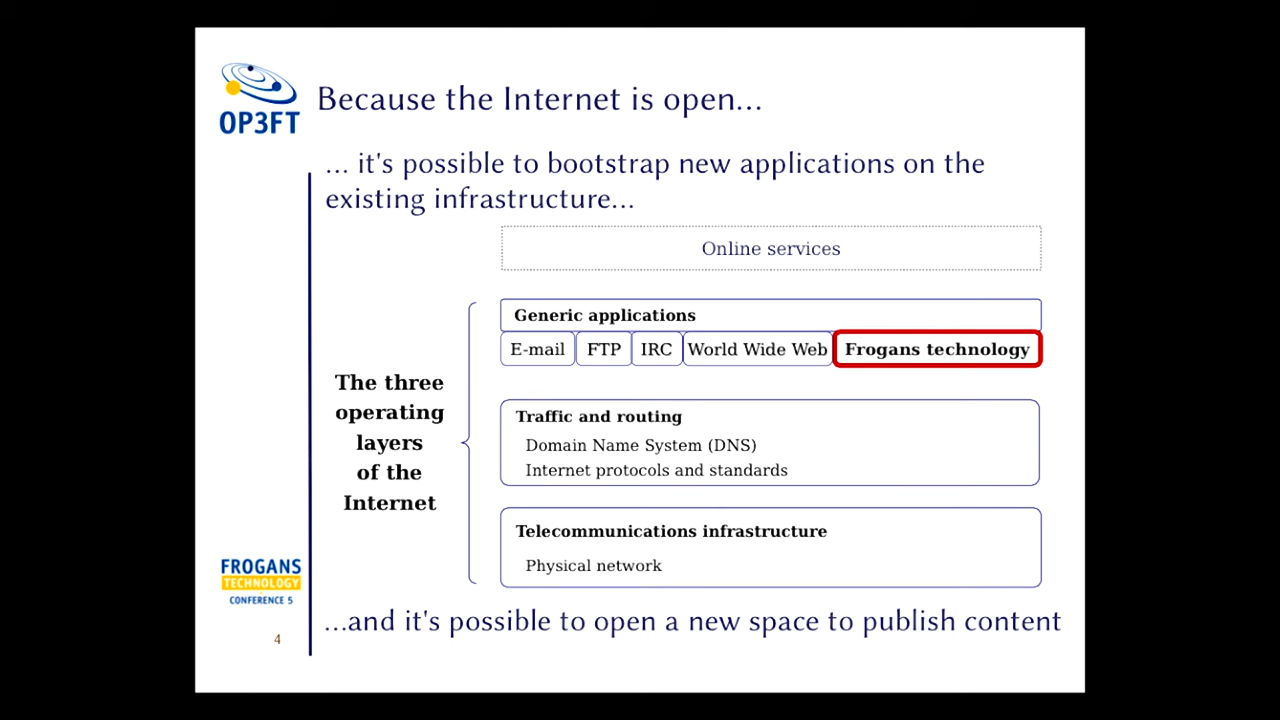 OP3FT
Because the Internet is open...
... it's possible to bootstrap new applications on the
existing infrastructure...
Online services
Generic applications
E-mail FTP IRC World Wide Web Frogans technology
The three
operating
layers
of the
Internet
Traffic and routing
Domain Name System (DNS)
Internet protocols and standards
Telecommunications infrastructure
Physical network
FROGANS
TECHNOLOGY
CONFERENCE 5
...and it's possible to open a new space to publish content
4